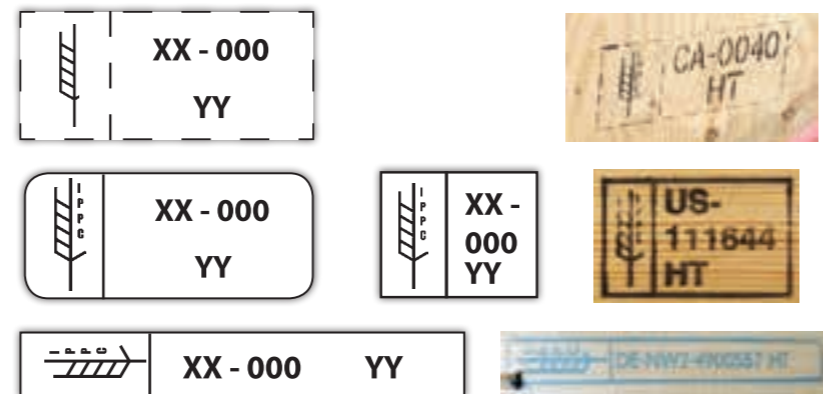 XX - 000
YY
CA-0040
HT
IPPC
XX - 000
YY
IPPC
XX -
000
YY
US-
111644
HT
IPPC
XX - 000 YY